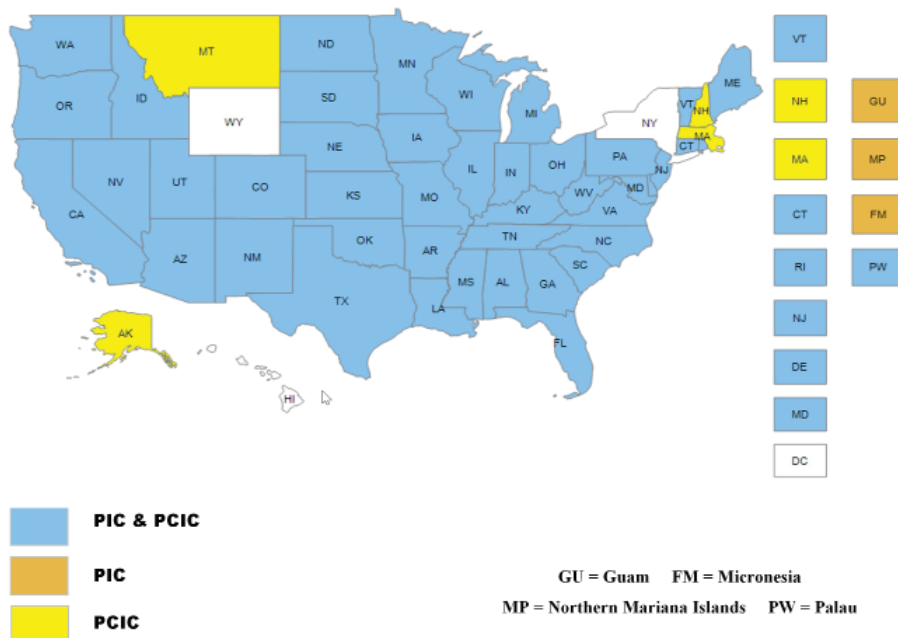 WA
MT
ND
MN
OR
ID
WY
SD
WI
MI
NY
VT
NH
ME
MA
CT
NV
UT
CO
NE
IA
IL
IN
OH
PA
NJ
CA
KS
MO
KY
WV
MD
VA
AZ
NM
OK
AR
TN
NC
SC
TX
LA
MS
AL
GA
FL
AK
HI
VT
NH GU
MA MP
CT FM
RI PW
NJ
DE
MD
DC
PIC & PCIC
PIC
PCIC
GU = Guam FM = Micronesia
MP = Northern Mariana Islands PW = Palau